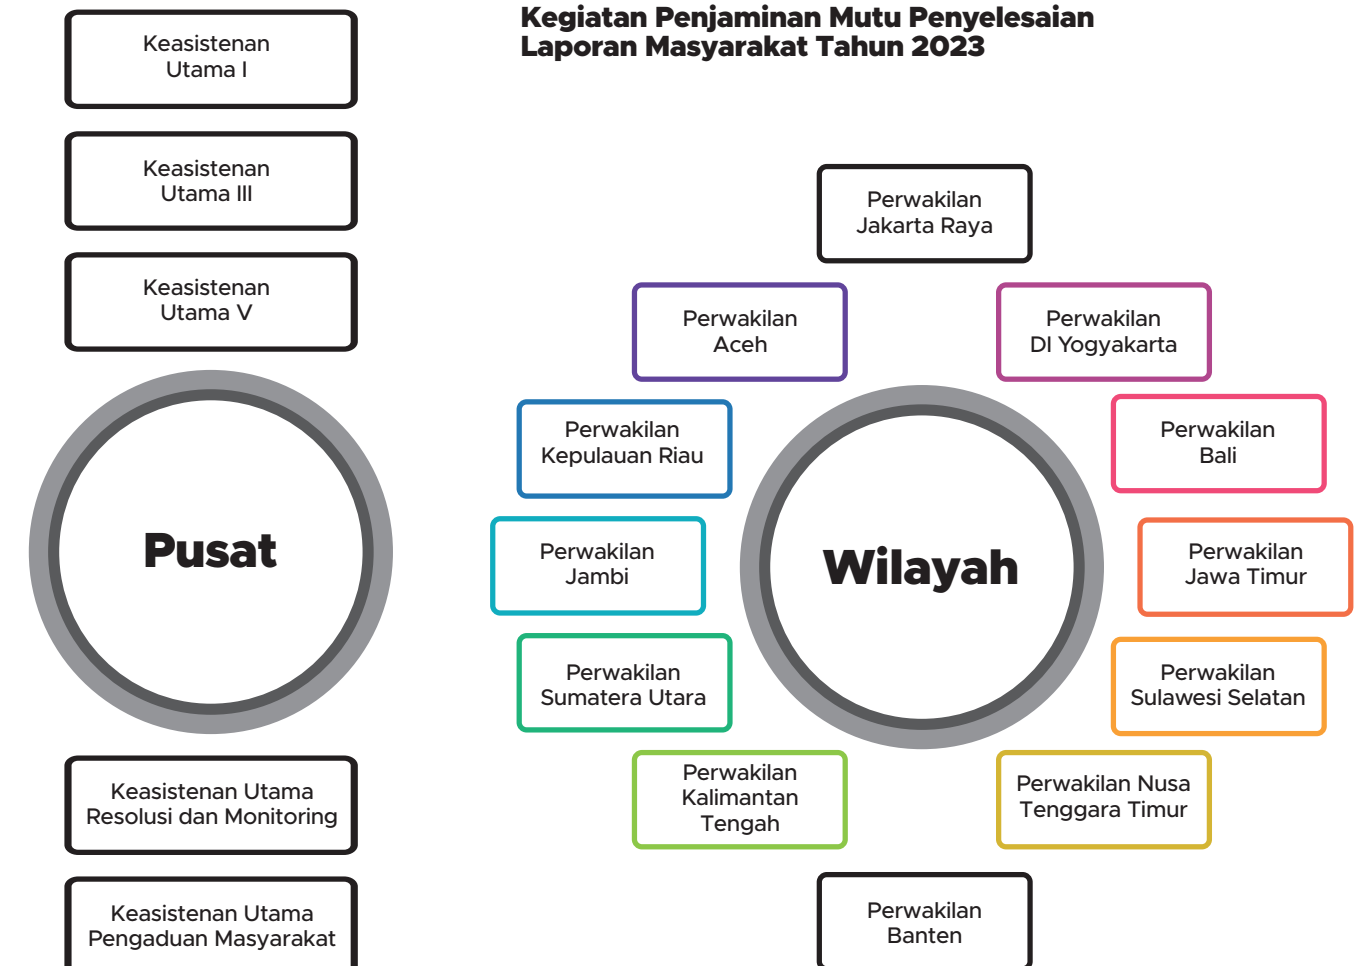 Kegiatan Penjaminan Mutu Penyelesaian
Laporan Masyarakat Tahun 2023
Keasistenan
Utama I
Keasistenan
Utama III
Keasistenan
Utama V
Pusat
Keasistenan Utama
Resolusi dan Monitoring
Keasistenan Utama
Pengaduan Masyarakat
Perwakilan
Jakarta Raya
Perwakilan
Aceh
Perwakilan
DI Yogyakarta
Perwakilan
Kepulauan Riau
Perwakilan
Bali
Perwakilan
Jambi
Wilayah
Perwakilan
Jawa Timur
Perwakilan
Sumatera Utara
Perwakilan
Sulawesi Selatan
Perwakilan
Kalimantan
Tengah
Perwakilan Nusa
Tenggara Timur
Perwakilan
Banten